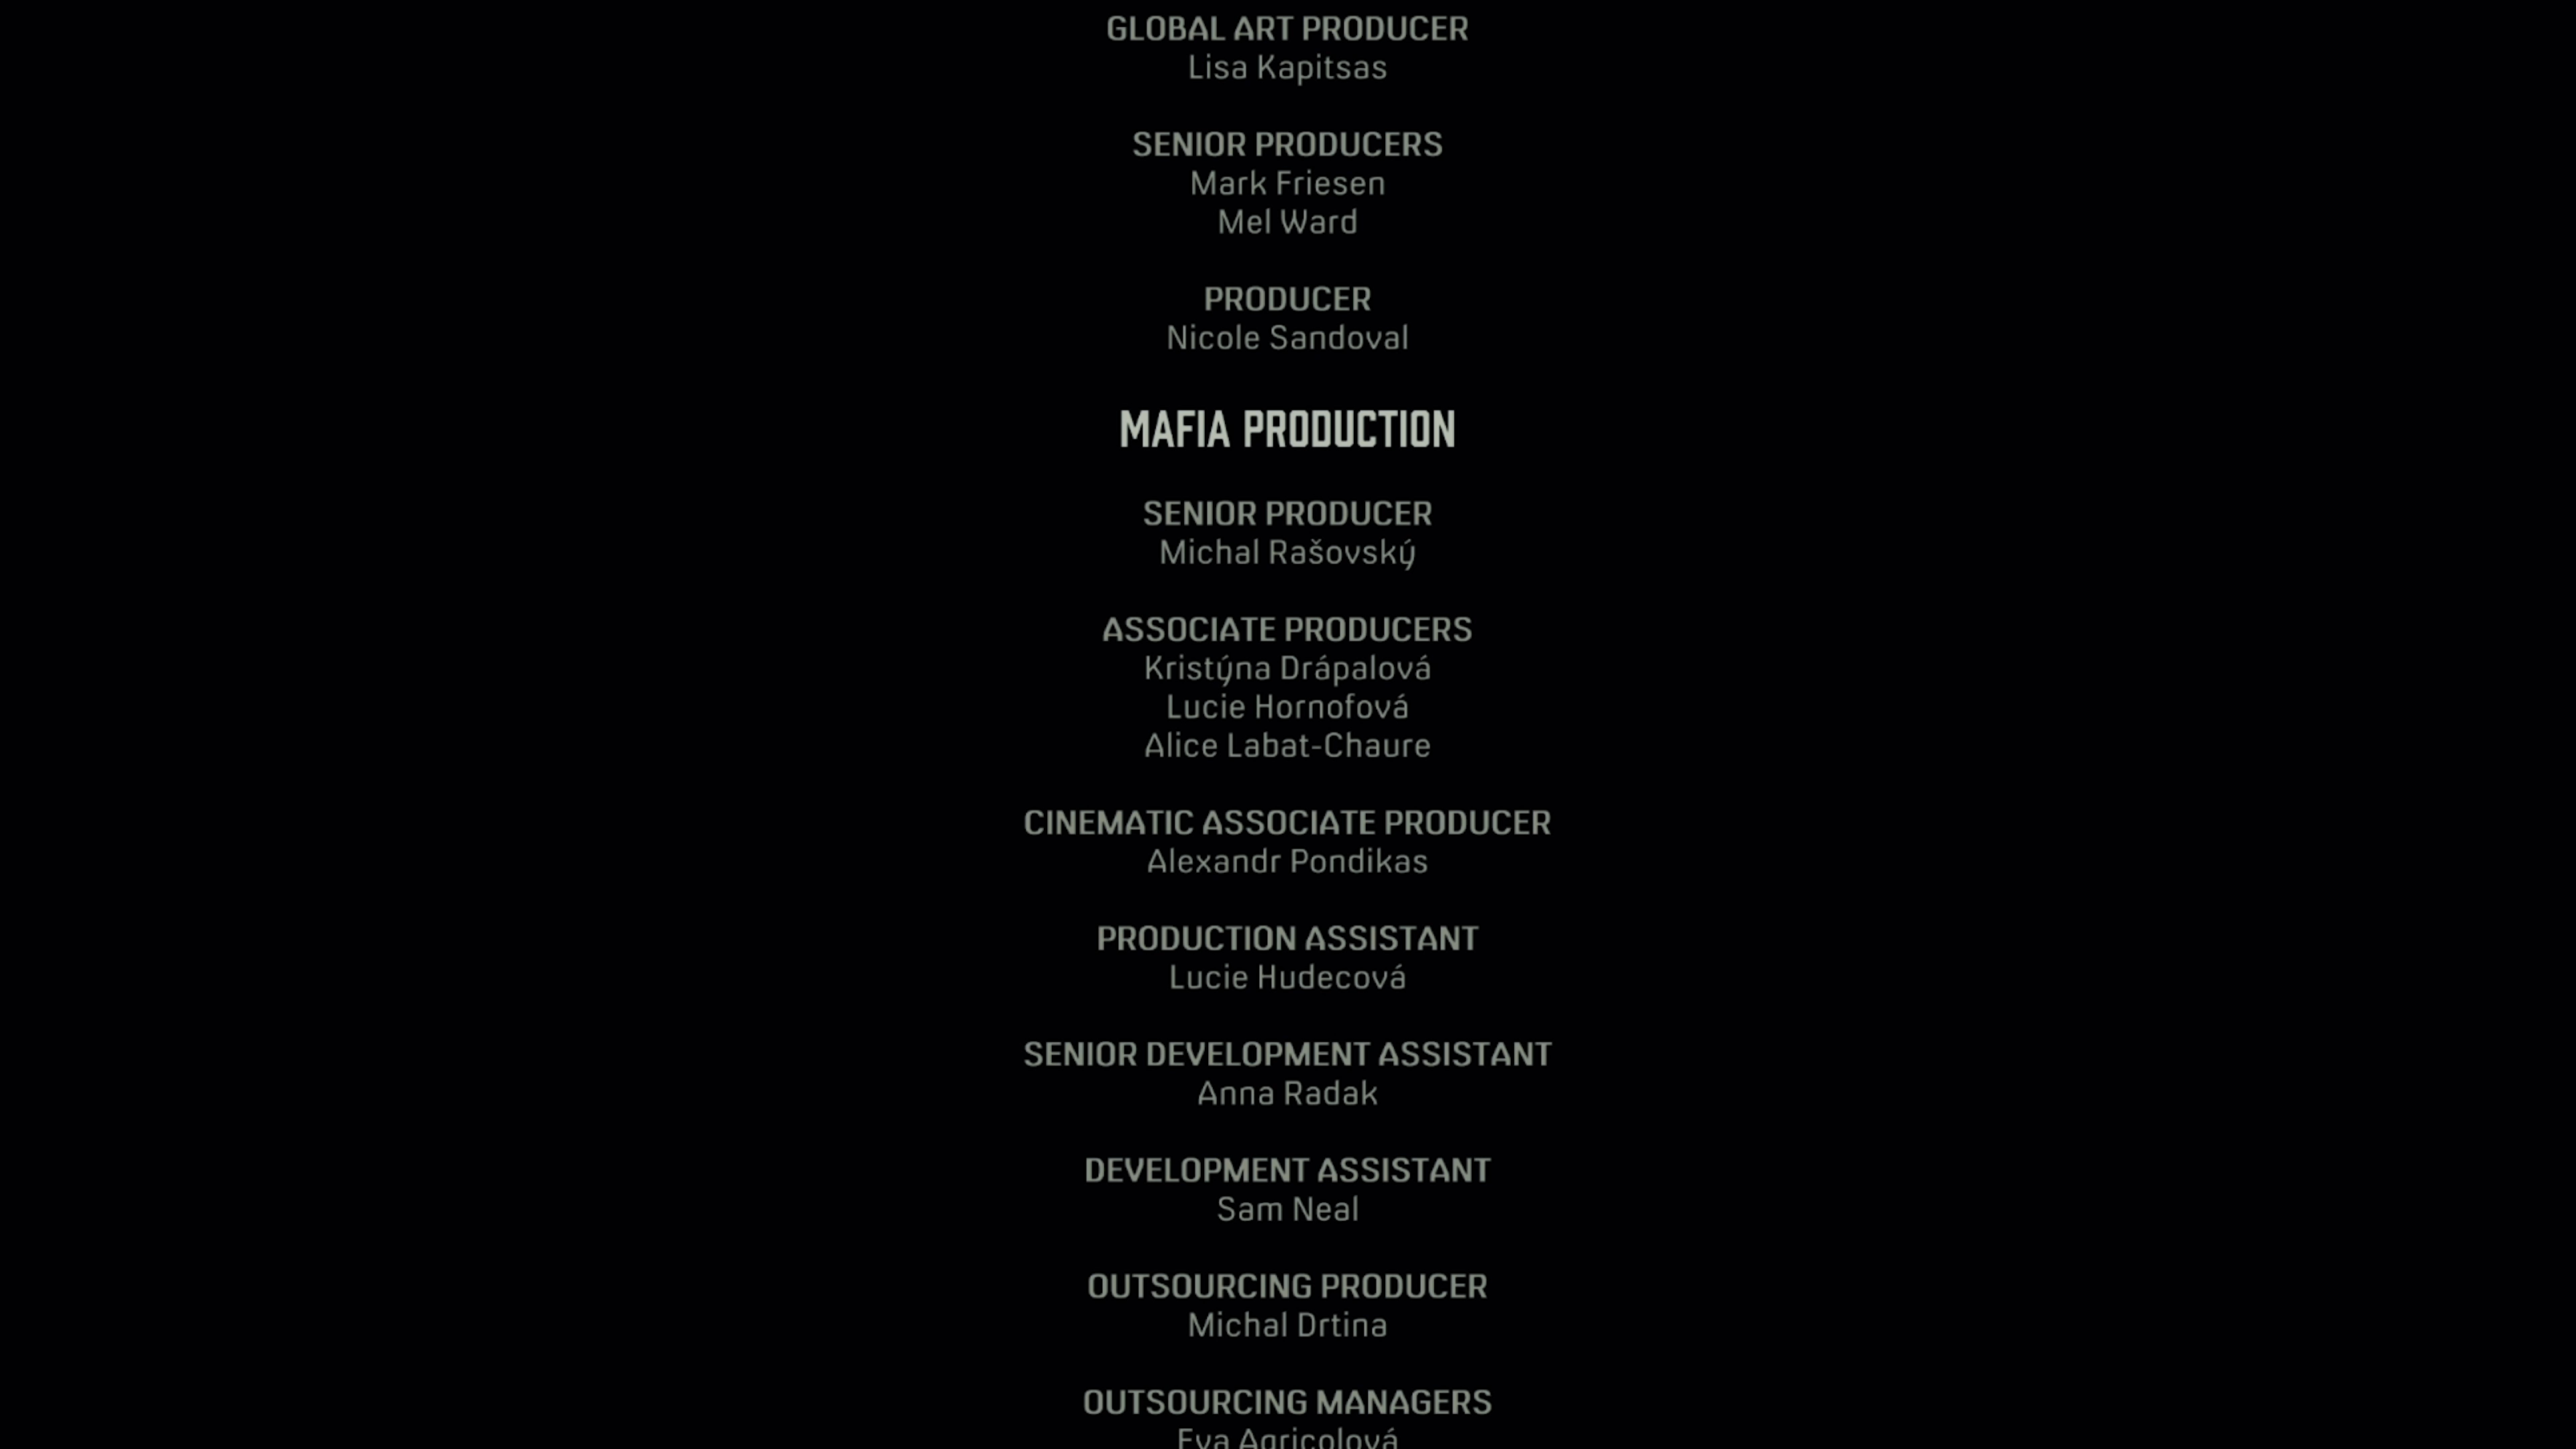 GLOBAL ART PRODUCER
Lisa Kapitsas
SENIOR PRODUCERS
Mark Friesen
Mel Ward
PRODUCER
Nicole Sandoval
MAFIA PRODUCTION
SENIOR PRODUCER
Michal Rašovský
ASSOCIATE PRODUCERS
Kristýna Drápalová
Lucie Hornofová
Alice Labat-Chaure
CINEMATIC ASSOCIATE PRODUCER
Alexandr Pondikas
PRODUCTION ASSISTANT
Lucie Hudecová
SENIOR DEVELOPMENT ASSISTANT
Anna Radak
DEVELOPMENT ASSISTANT
Sam Neal
OUTSOURCING PRODUCER
Michal Drtina
OUTSOURCING MANAGERS
Eva Agricolová